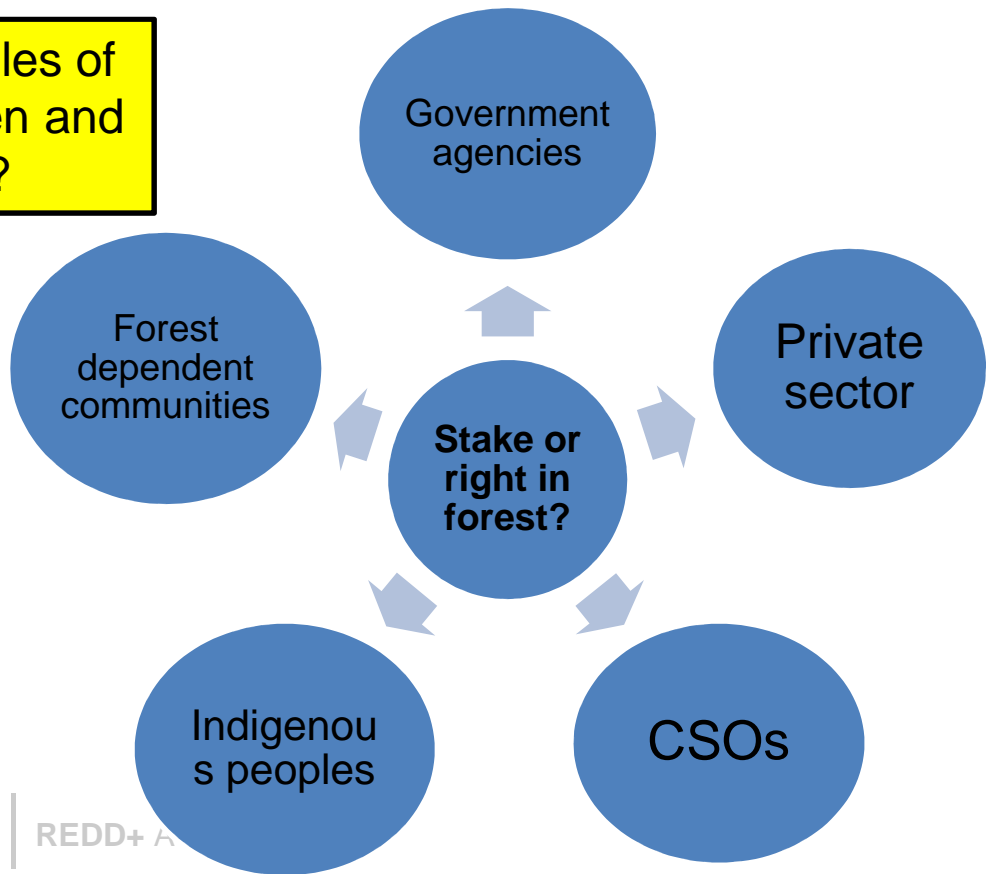 les of
en and
?
Government
agencies
Private
sector
CSOs
Indigenou
s peoples
Forest
dependent
communities
Stake or
right in
forest?
REDD+ A